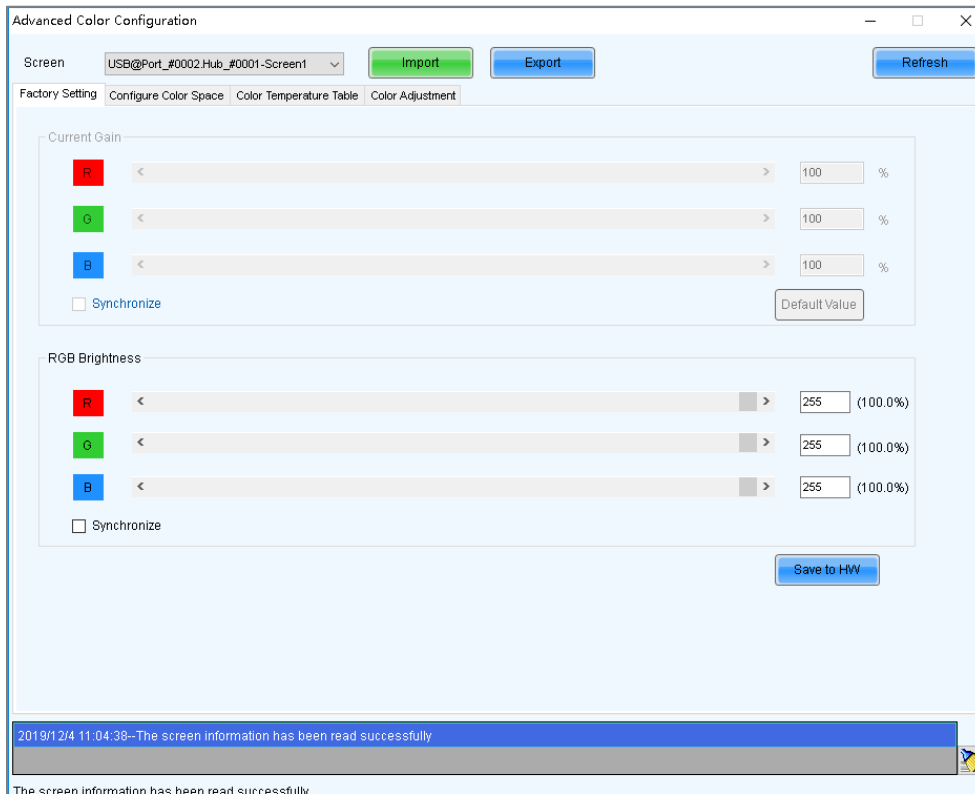 Advanced Color Configuration
Screen USB@Port_#0002.Hub_#0001-Screen1 Import Export Refresh
Factory Setting Configure Color Space Color Temperature Table Color Adjustment
Current Gain
R 100 %
G 100 %
B 100 %
Synchronize Default Value
RGB Brightness
R 255 (100.0%)
G 255 (100.0%)
B 255 (100.0%)
Synchronize
Save to HW
2019/12/4 11:04:38--The screen information has been read successfully
The screen information has been read successfully